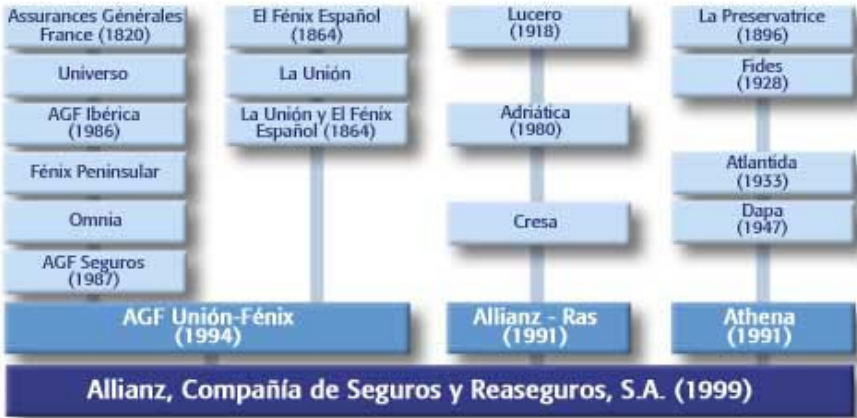 Assurances Générales
France (1820)
Universo
AGF Ibérica
(1986)
Fénix Peninsular
Omnia
AGF Seguros
(1987)
El Fénix Español
(1864)
La Unión
La Unión y El Fénix
Español (1864)
AGF Unión-Fénix
(1994)
Lucero
(1918)
Adriática
(1980)
Cresa
Allianz - Ras
(1991)
La Preservatrice
(1896)
Fides
(1928)
Atlantida
(1933)
Dapa
(1947)
Athena
(1991)
Allianz, Compañía de Seguros y Reaseguros, S.A. (1999)